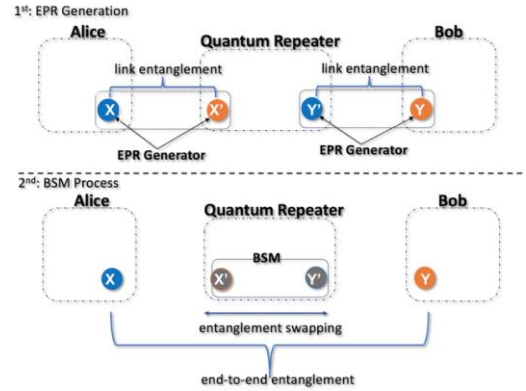 1st: EPR Generation
Alice
Quantum Repeater
Bob
link entanglement
link entanglement
X
X'
Y'
Y
EPR Generator
EPR Generator
2nd: BSM Process
Alice
Quantum Repeater
Bob
BSM
X
X'
Y'
Y
entanglement swapping
end-to-end entanglement